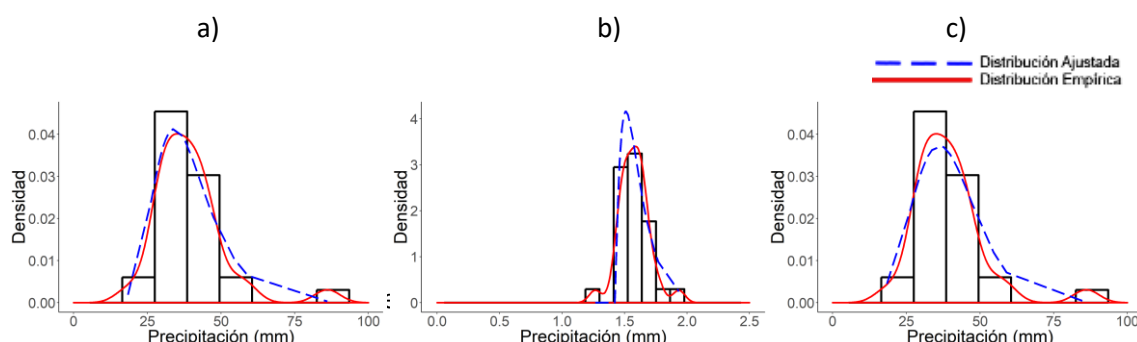 a)
b)
c)
Distribución Ajustada
Distribución Empírica
Densidad
0.04
0.03
0.02
0.01
0.00
0
25
50
75
100
Precipitación (mm)
Densidad
4
3
2
1
0
0.0
0.5
1.0
1.5
2.0
2.5
Precipitación (mm)
Densidad
0.04
0.03
0.02
0.01
0.00
0
25
50
75
100
Precipitación (mm)